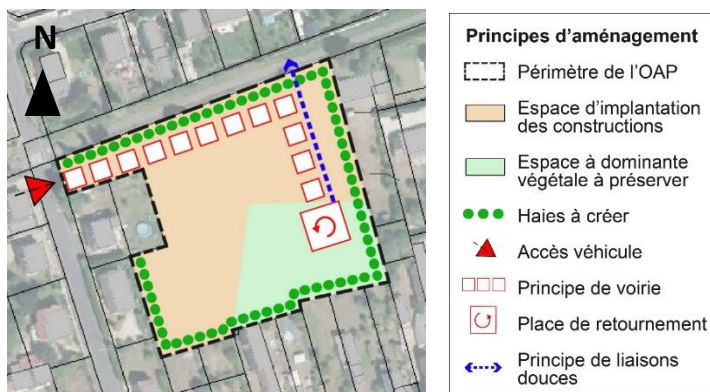 N
Principes d'aménagement
Périmètre de l'OAP
Espace d'implantation
des constructions
Espace à dominante
végétale à préserver
Haies à créer
Accès véhicule
Principe de voirie
Place de retournement
Principe de liaisons
douces